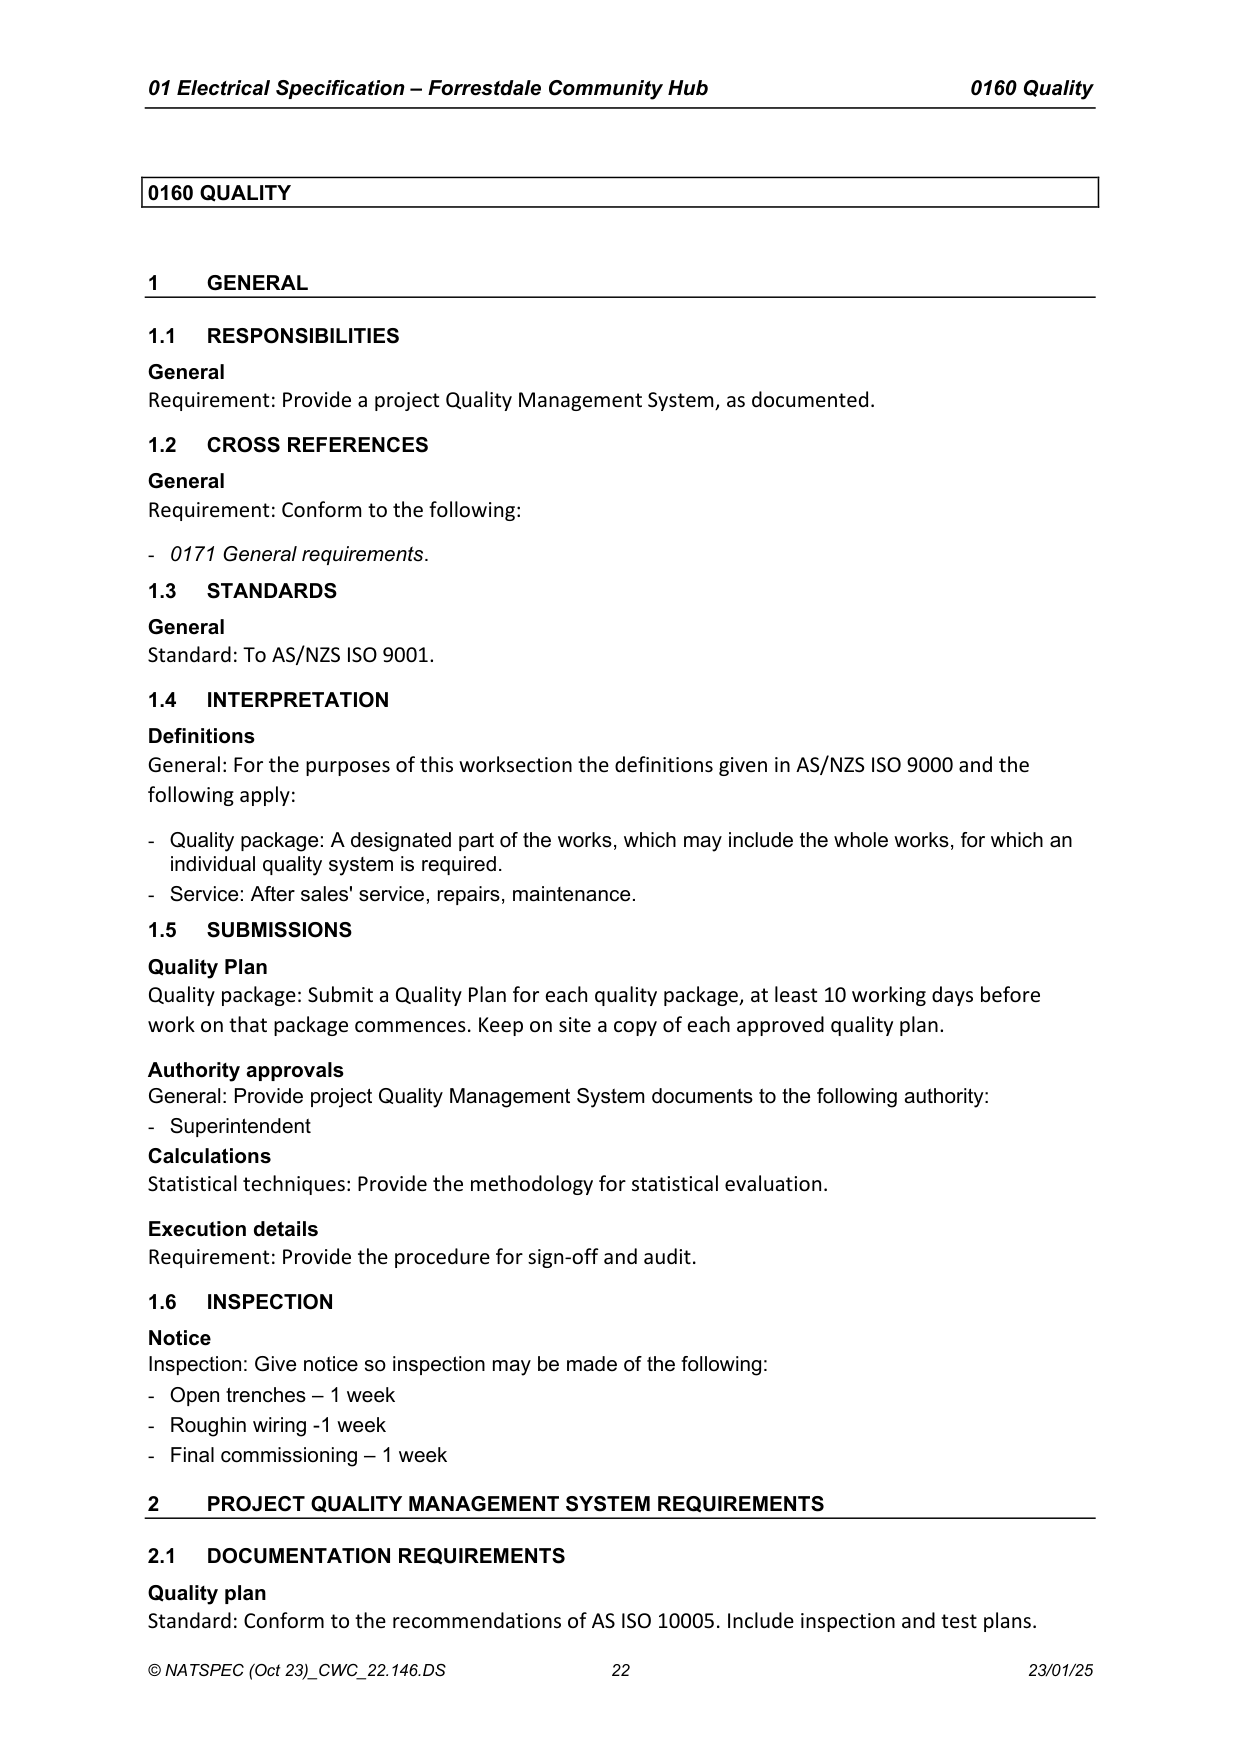 01 Electrical Specification – Forrestdale Community Hub 0160 Quality
0160 QUALITY
1 GENERAL
1.1 RESPONSIBILITIES
General
Requirement: Provide a project Quality Management System, as documented.
1.2 CROSS REFERENCES
General
Requirement: Conform to the following:
- 0171 General requirements.
1.3 STANDARDS
General
Standard: To AS/NZS ISO 9001.
1.4 INTERPRETATION
Definitions
General: For the purposes of this worksection the definitions given in AS/NZS ISO 9000 and the
following apply:
- Quality package: A designated part of the works, which may include the whole works, for which an
individual quality system is required.
- Service: After sales' service, repairs, maintenance.
1.5 SUBMISSIONS
Quality Plan
Quality package: Submit a Quality Plan for each quality package, at least 10 working days before
work on that package commences. Keep on site a copy of each approved quality plan.
Authority approvals
General: Provide project Quality Management System documents to the following authority:
- Superintendent
Calculations
Statistical techniques: Provide the methodology for statistical evaluation.
Execution details
Requirement: Provide the procedure for sign-off and audit.
1.6 INSPECTION
Notice
Inspection: Give notice so inspection may be made of the following:
- Open trenches – 1 week
- Roughin wiring -1 week
- Final commissioning – 1 week
2 PROJECT QUALITY MANAGEMENT SYSTEM REQUIREMENTS
2.1 DOCUMENTATION REQUIREMENTS
Quality plan
Standard: Conform to the recommendations of AS ISO 10005. Include inspection and test plans.
© NATSPEC (Oct 23)_CWC_22.146.DS 22 23/01/25